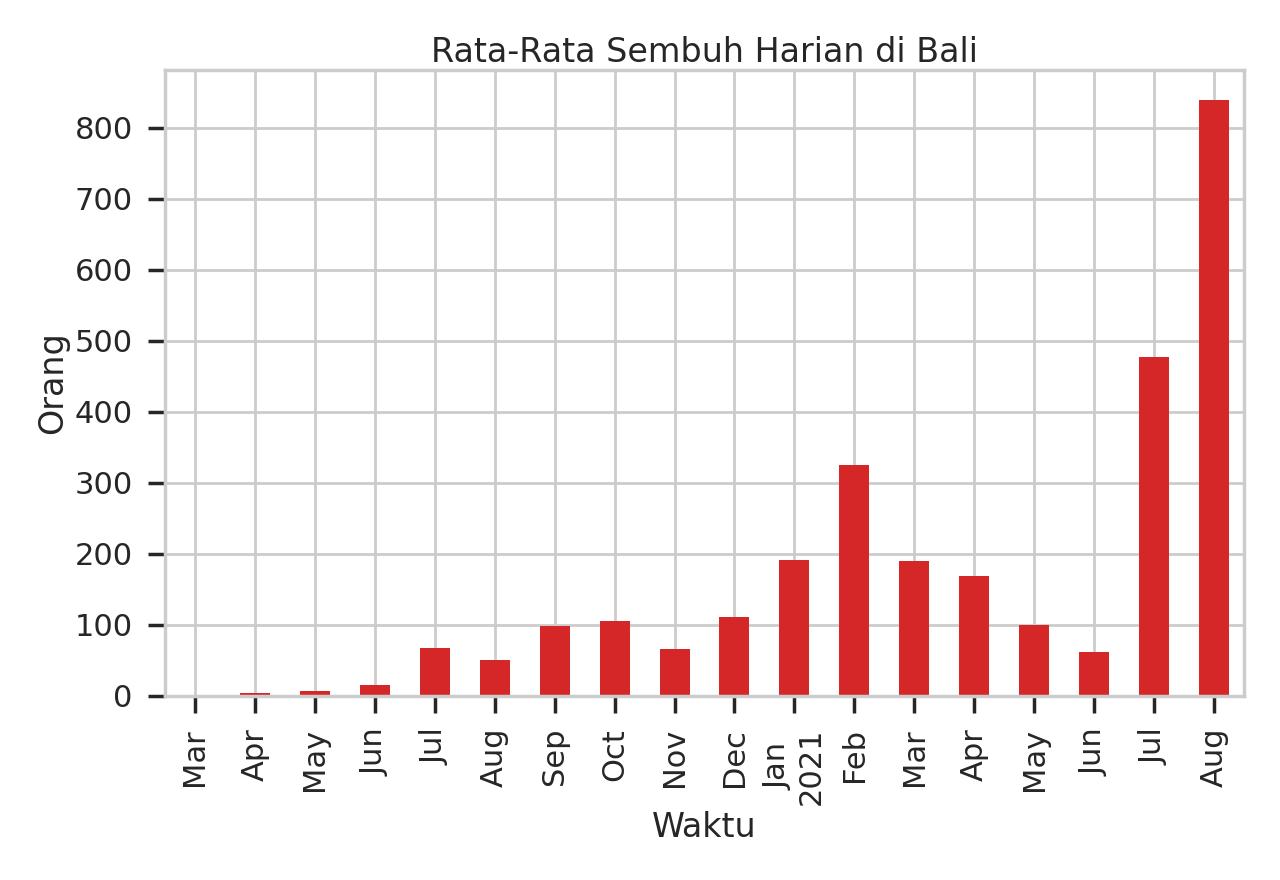 Rata-Rata Sembuh Harian di Bali
800
700
600
500
400
300
200
100
0
Orang
Mar
Apr
May
Jun
Jul
Aug
Sep
Oct
Nov
Dec
Jan
2021
Feb
Mar
Apr
May
Jun
Jul
Aug
Waktu